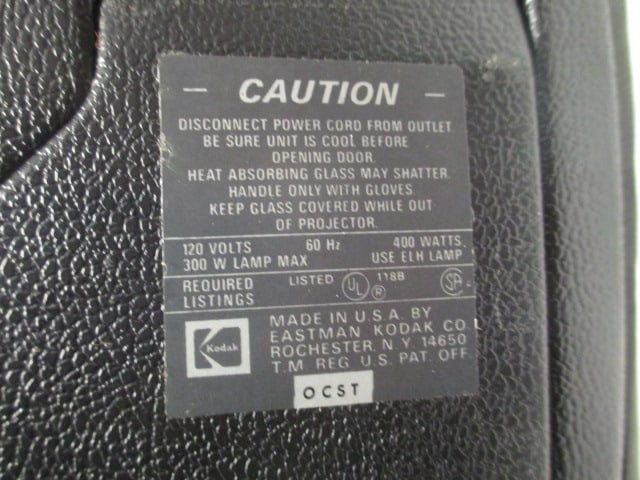 — CAUTION —
DISCONNECT POWER CORD FROM OUTLET.
BE SURE UNIT IS COOL BEFORE
OPENING DOOR.
HEAT ABSORBING GLASS MAY SHATTER.
HANDLE ONLY WITH GLOVES.
KEEP GLASS COVERED WHILE OUT
OF PROJECTOR.
120 VOLTS 60 Hz 400 WATTS
300 W LAMP MAX USE ELH LAMP
REQUIRED LISTED UL ® 118B SA
LISTINGS
Kodak
MADE IN U.S.A. BY
EASTMAN KODAK CO.
ROCHESTER, N.Y. 14650
T.M. REG. U.S. PAT. OFF.
OCST